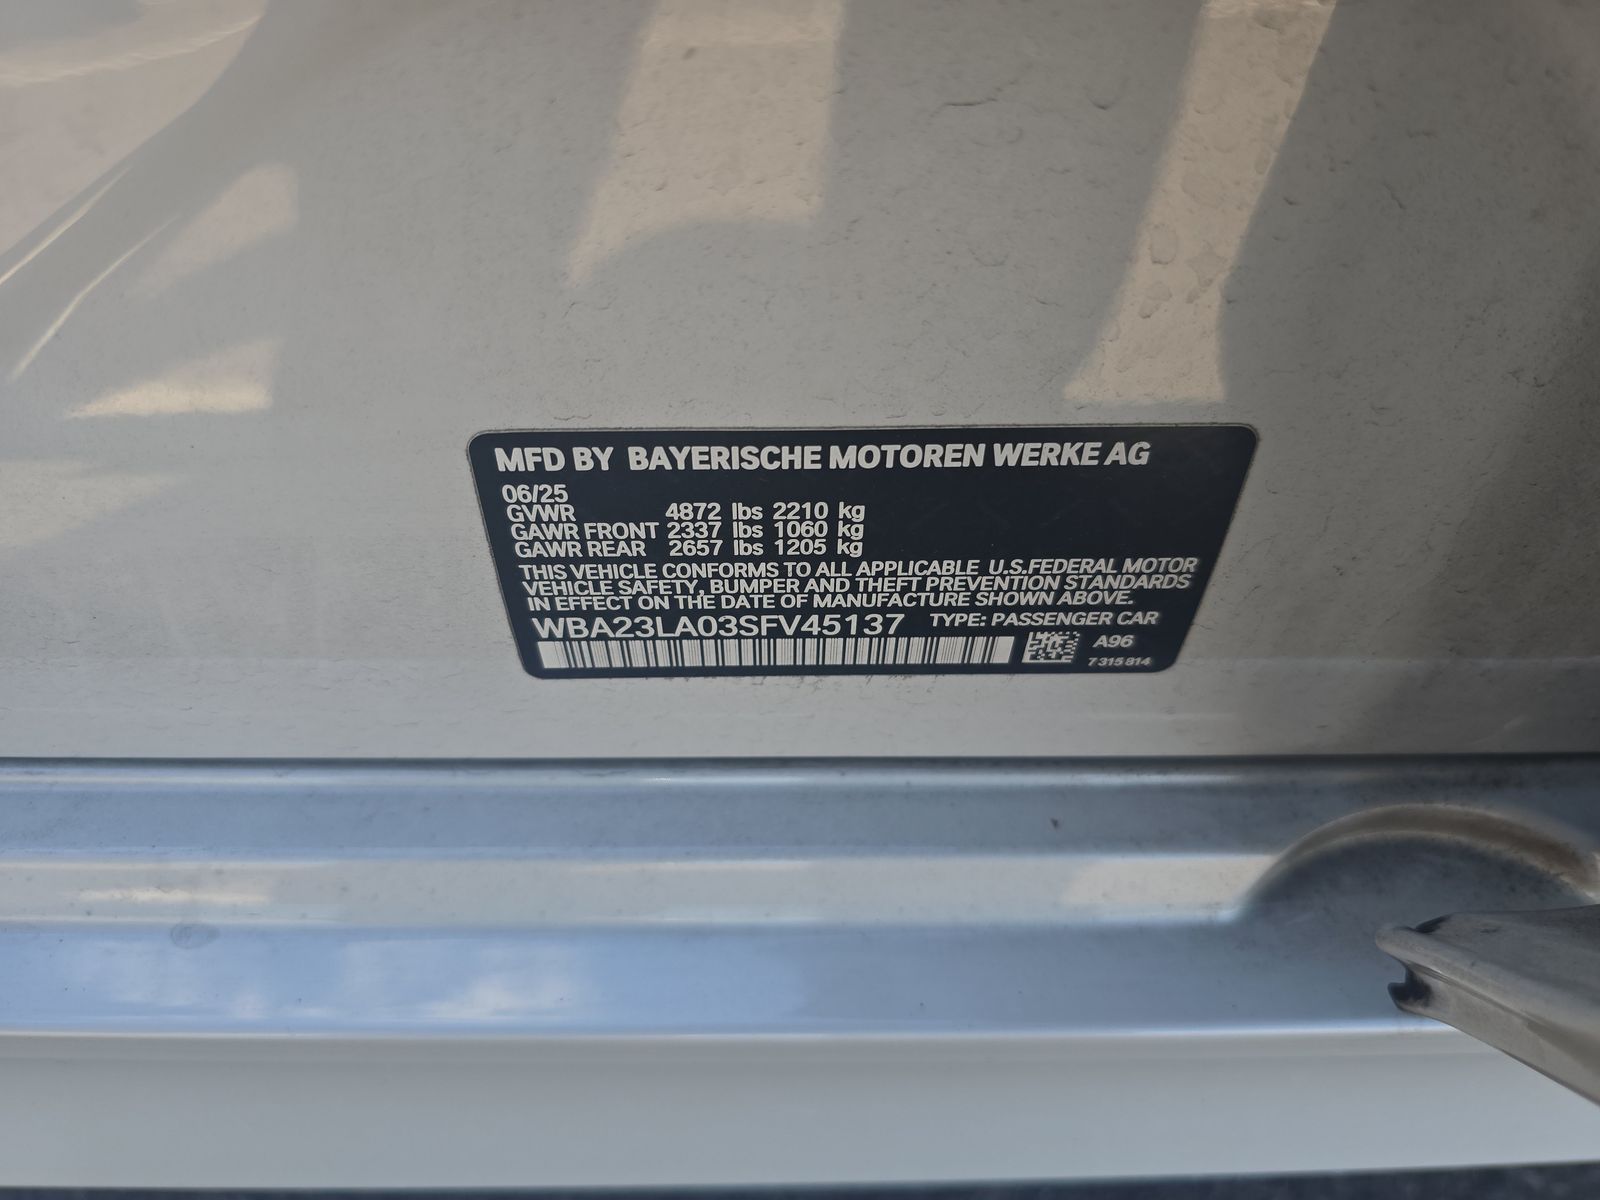 MFD BY BAYERISCHE MOTOREN WERKE AG
06/25
GVWR 4872 lbs 2210 kg
GAWR FRONT 2337 lbs 1060 kg
GAWR REAR 2657 lbs 1205 kg
THIS VEHICLE CONFORMS TO ALL APPLICABLE U.S.FEDERAL MOTOR
VEHICLE SAFETY, BUMPER AND THEFT PREVENTION STANDARDS
IN EFFECT ON THE DATE OF MANUFACTURE SHOWN ABOVE.
WBA23LA03SFV45137 TYPE: PASSENGER CAR
A96
7 315 814